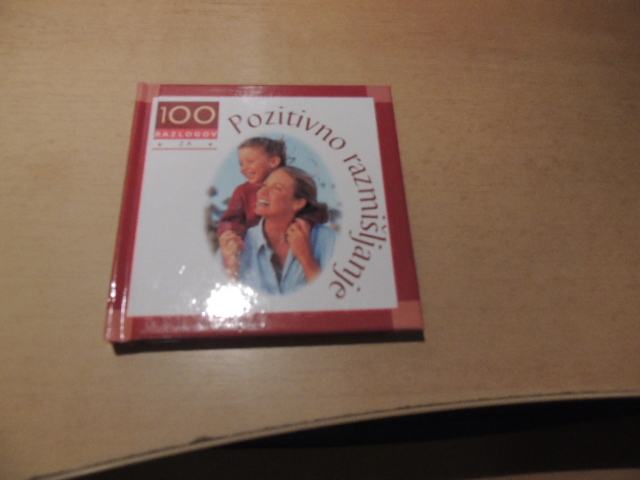 100
RAZLOGOV
ZA
Pozitivno razmišljanje